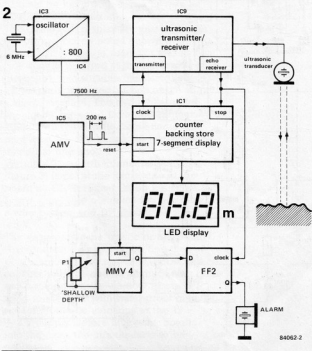 2
IC3
oscillator
: 800
6 MHz
IC4
7500 Hz
IC9
ultrasonic
transmitter/
receiver
transmitter
echo
receiver
ultrasonic
transducer
IC5
AMV
200 ms
reset
IC1
clock
stop
counter
backing store
7-segment display
start
88.8 m
LED display
P1
'SHALLOW
DEPTH'
start
MMV 4
Q
D
clock
FF2
Q
ALARM
84062-2